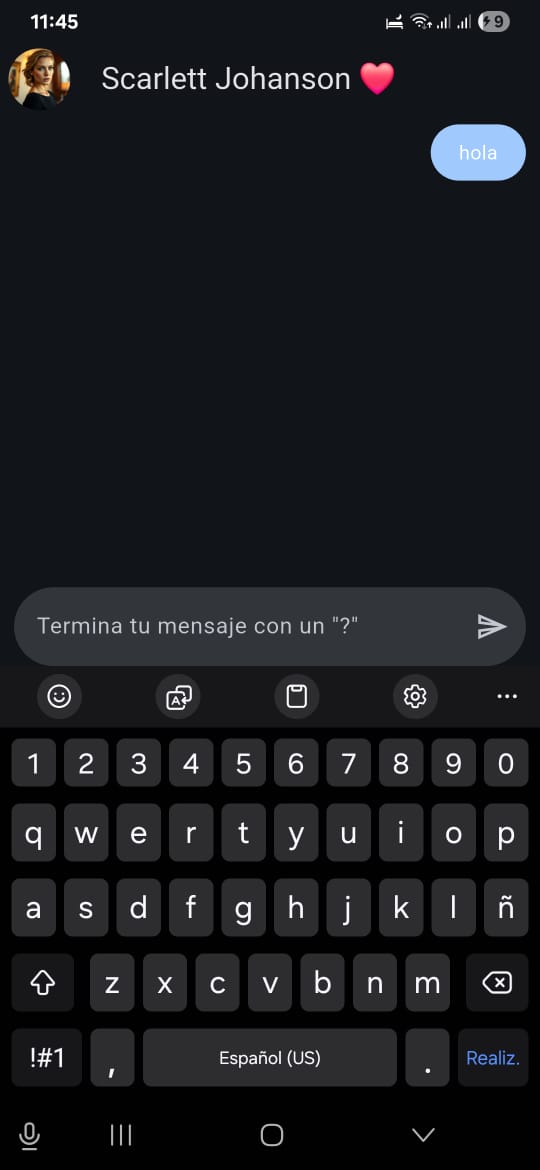 11:45
9
Scarlett Johanson ❤️
hola
Termina tu mensaje con un "?"
A
1 2 3 4 5 6 7 8 9 0
q w e r t y u i o p
a s d f g h j k l ñ
z x c v b n m
!#1 , Español (US) . Realiz.